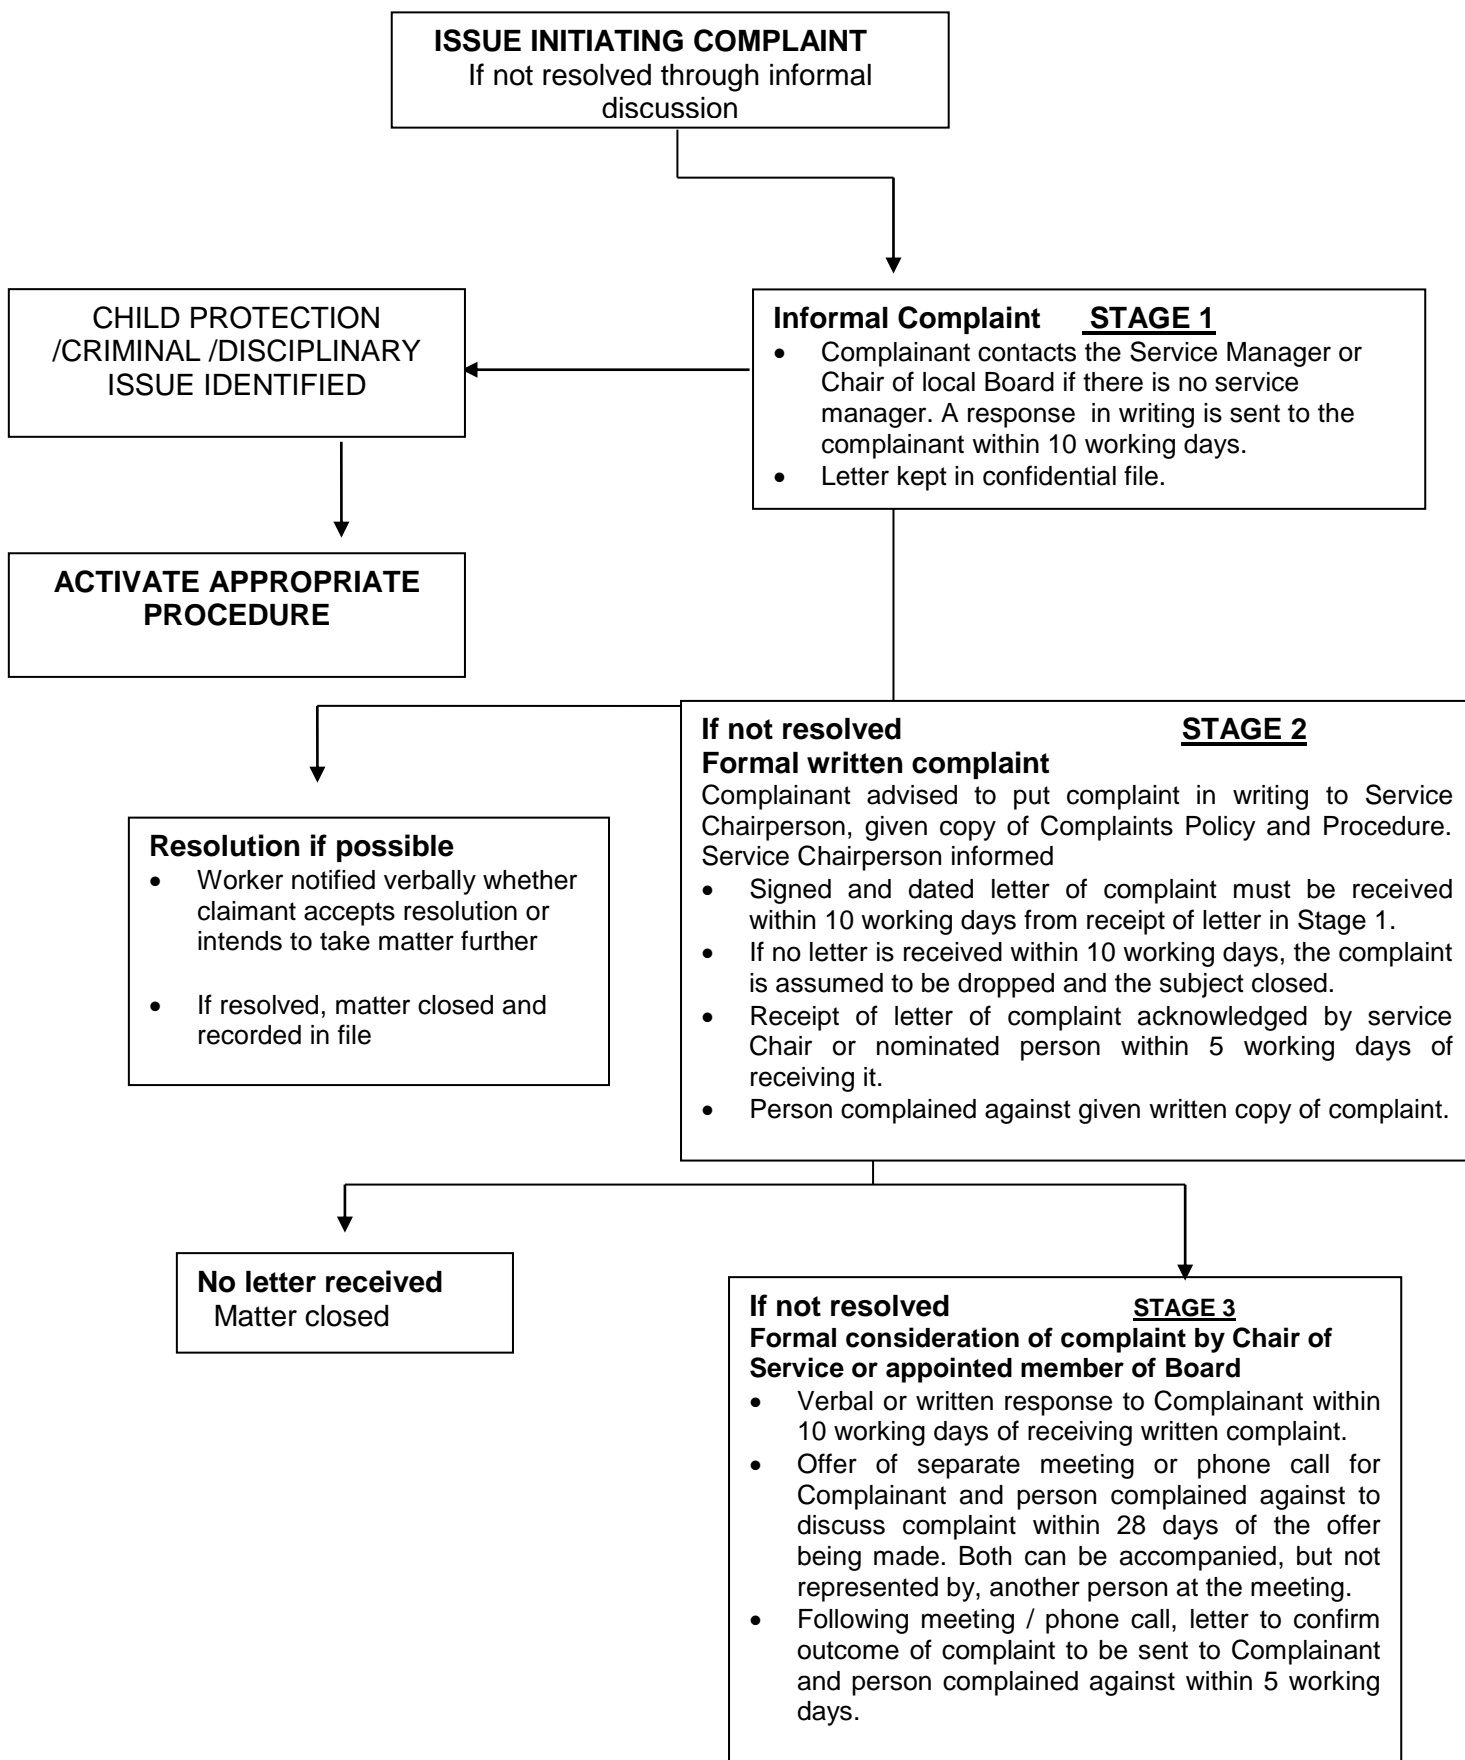 ISSUE INITIATING COMPLAINT
If not resolved through informal
discussion
CHILD PROTECTION
/CRIMINAL /DISCIPLINARY
ISSUE IDENTIFIED
Informal Complaint STAGE 1
• Complainant contacts the Service Manager or
Chair of local Board if there is no service
manager. A response in writing is sent to the
complainant within 10 working days.
• Letter kept in confidential file.
ACTIVATE APPROPRIATE
PROCEDURE
If not resolved STAGE 2
Formal written complaint
Complainant advised to put complaint in writing to Service
Chairperson, given copy of Complaints Policy and Procedure.
Service Chairperson informed
• Signed and dated letter of complaint must be received
within 10 working days from receipt of letter in Stage 1.
• If no letter is received within 10 working days, the complaint
is assumed to be dropped and the subject closed.
• Receipt of letter of complaint acknowledged by service
Chair or nominated person within 5 working days of
receiving it.
• Person complained against given written copy of complaint.
Resolution if possible
• Worker notified verbally whether
claimant accepts resolution or
intends to take matter further
• If resolved, matter closed and
recorded in file
No letter received
Matter closed
If not resolved STAGE 3
Formal consideration of complaint by Chair of
Service or appointed member of Board
• Verbal or written response to Complainant within
10 working days of receiving written complaint.
• Offer of separate meeting or phone call for
Complainant and person complained against to
discuss complaint within 28 days of the offer
being made. Both can be accompanied, but not
represented by, another person at the meeting.
• Following meeting / phone call, letter to confirm
outcome of complaint to be sent to Complainant
and person complained against within 5 working
days.